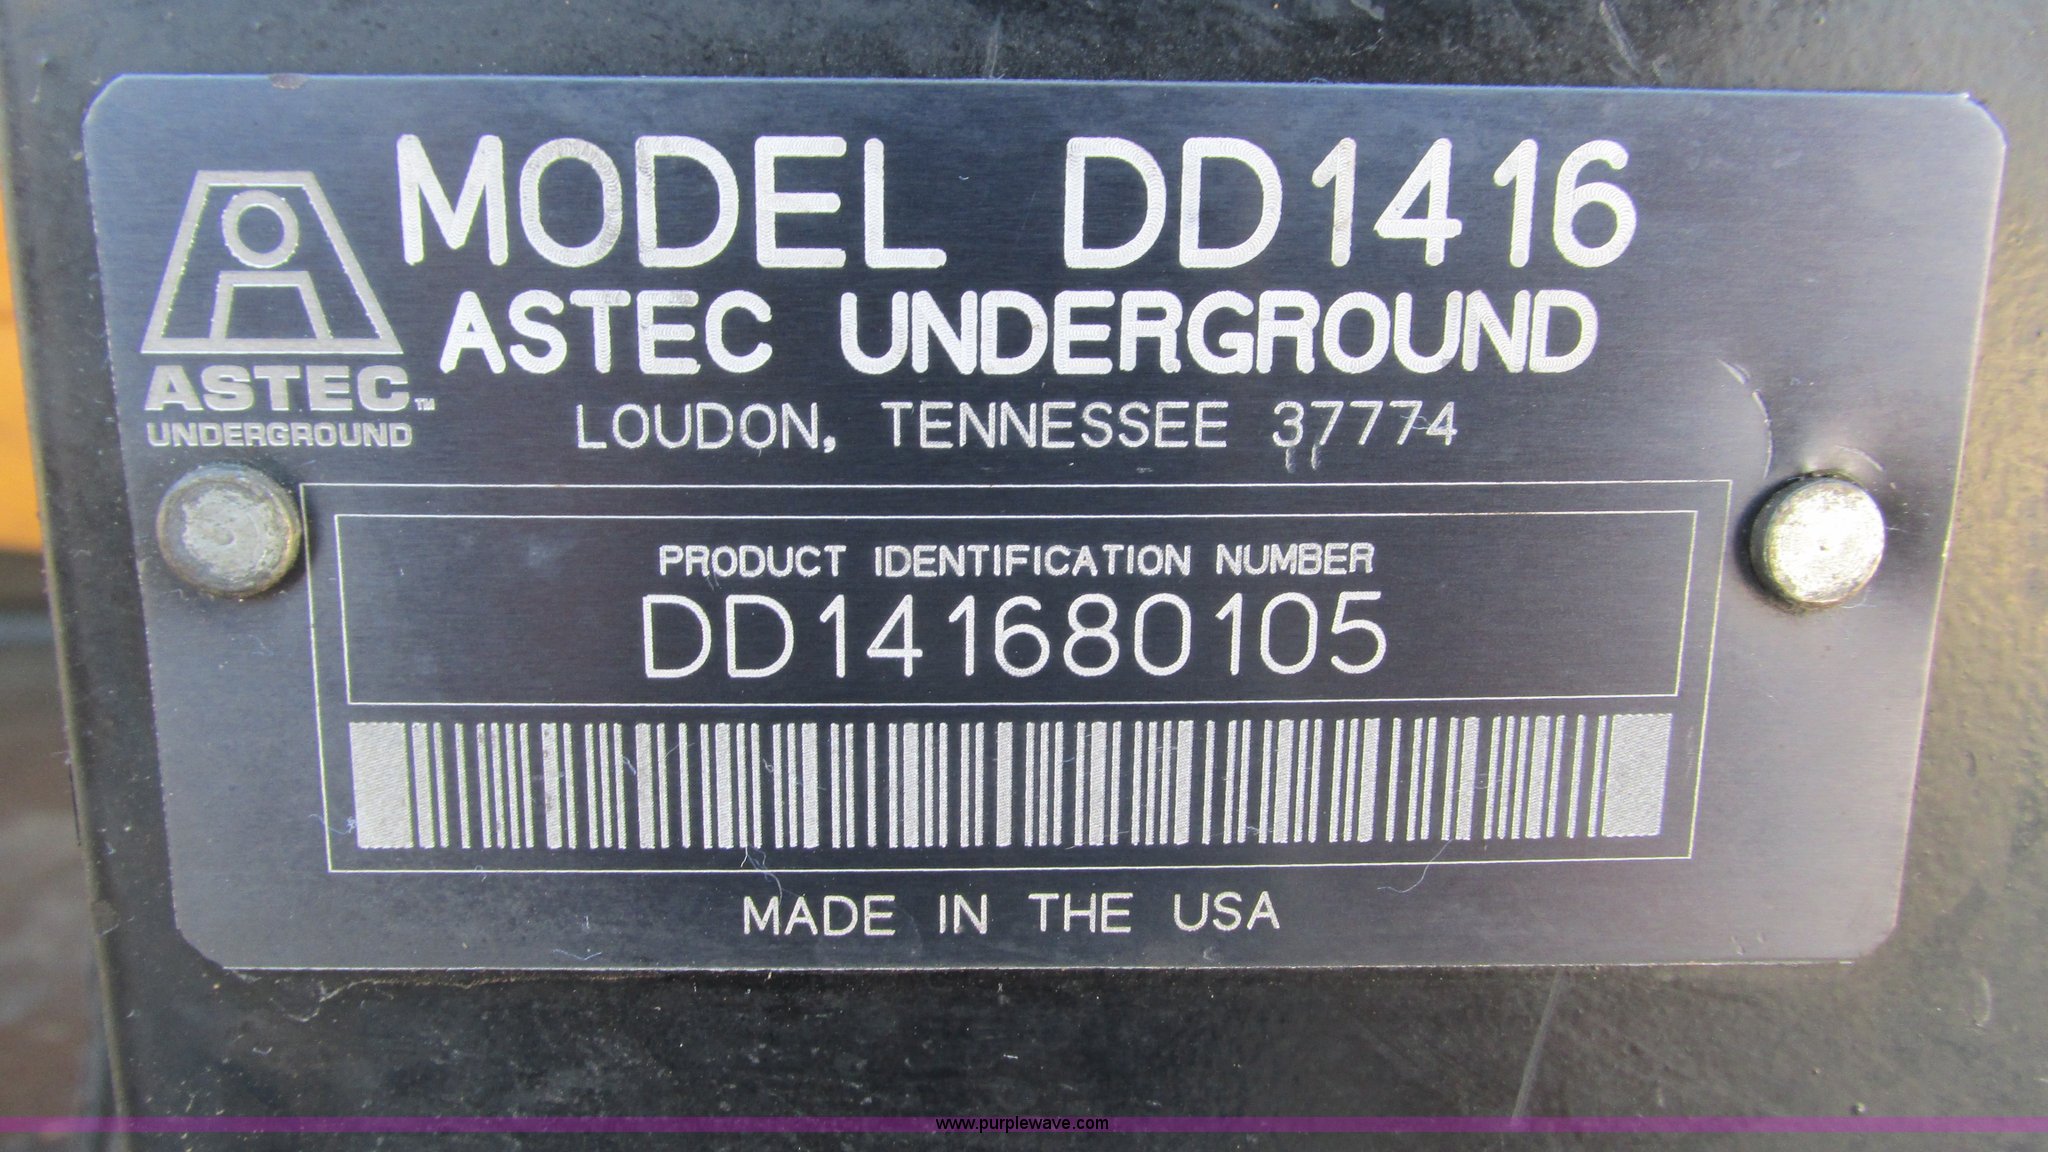 MODEL DD1416
ASTEC UNDERGROUND
ASTEC™
UNDERGROUND
LOUDON, TENNESSEE 37774
PRODUCT IDENTIFICATION NUMBER
DD141680105
MADE IN THE USA
www.purplewave.com